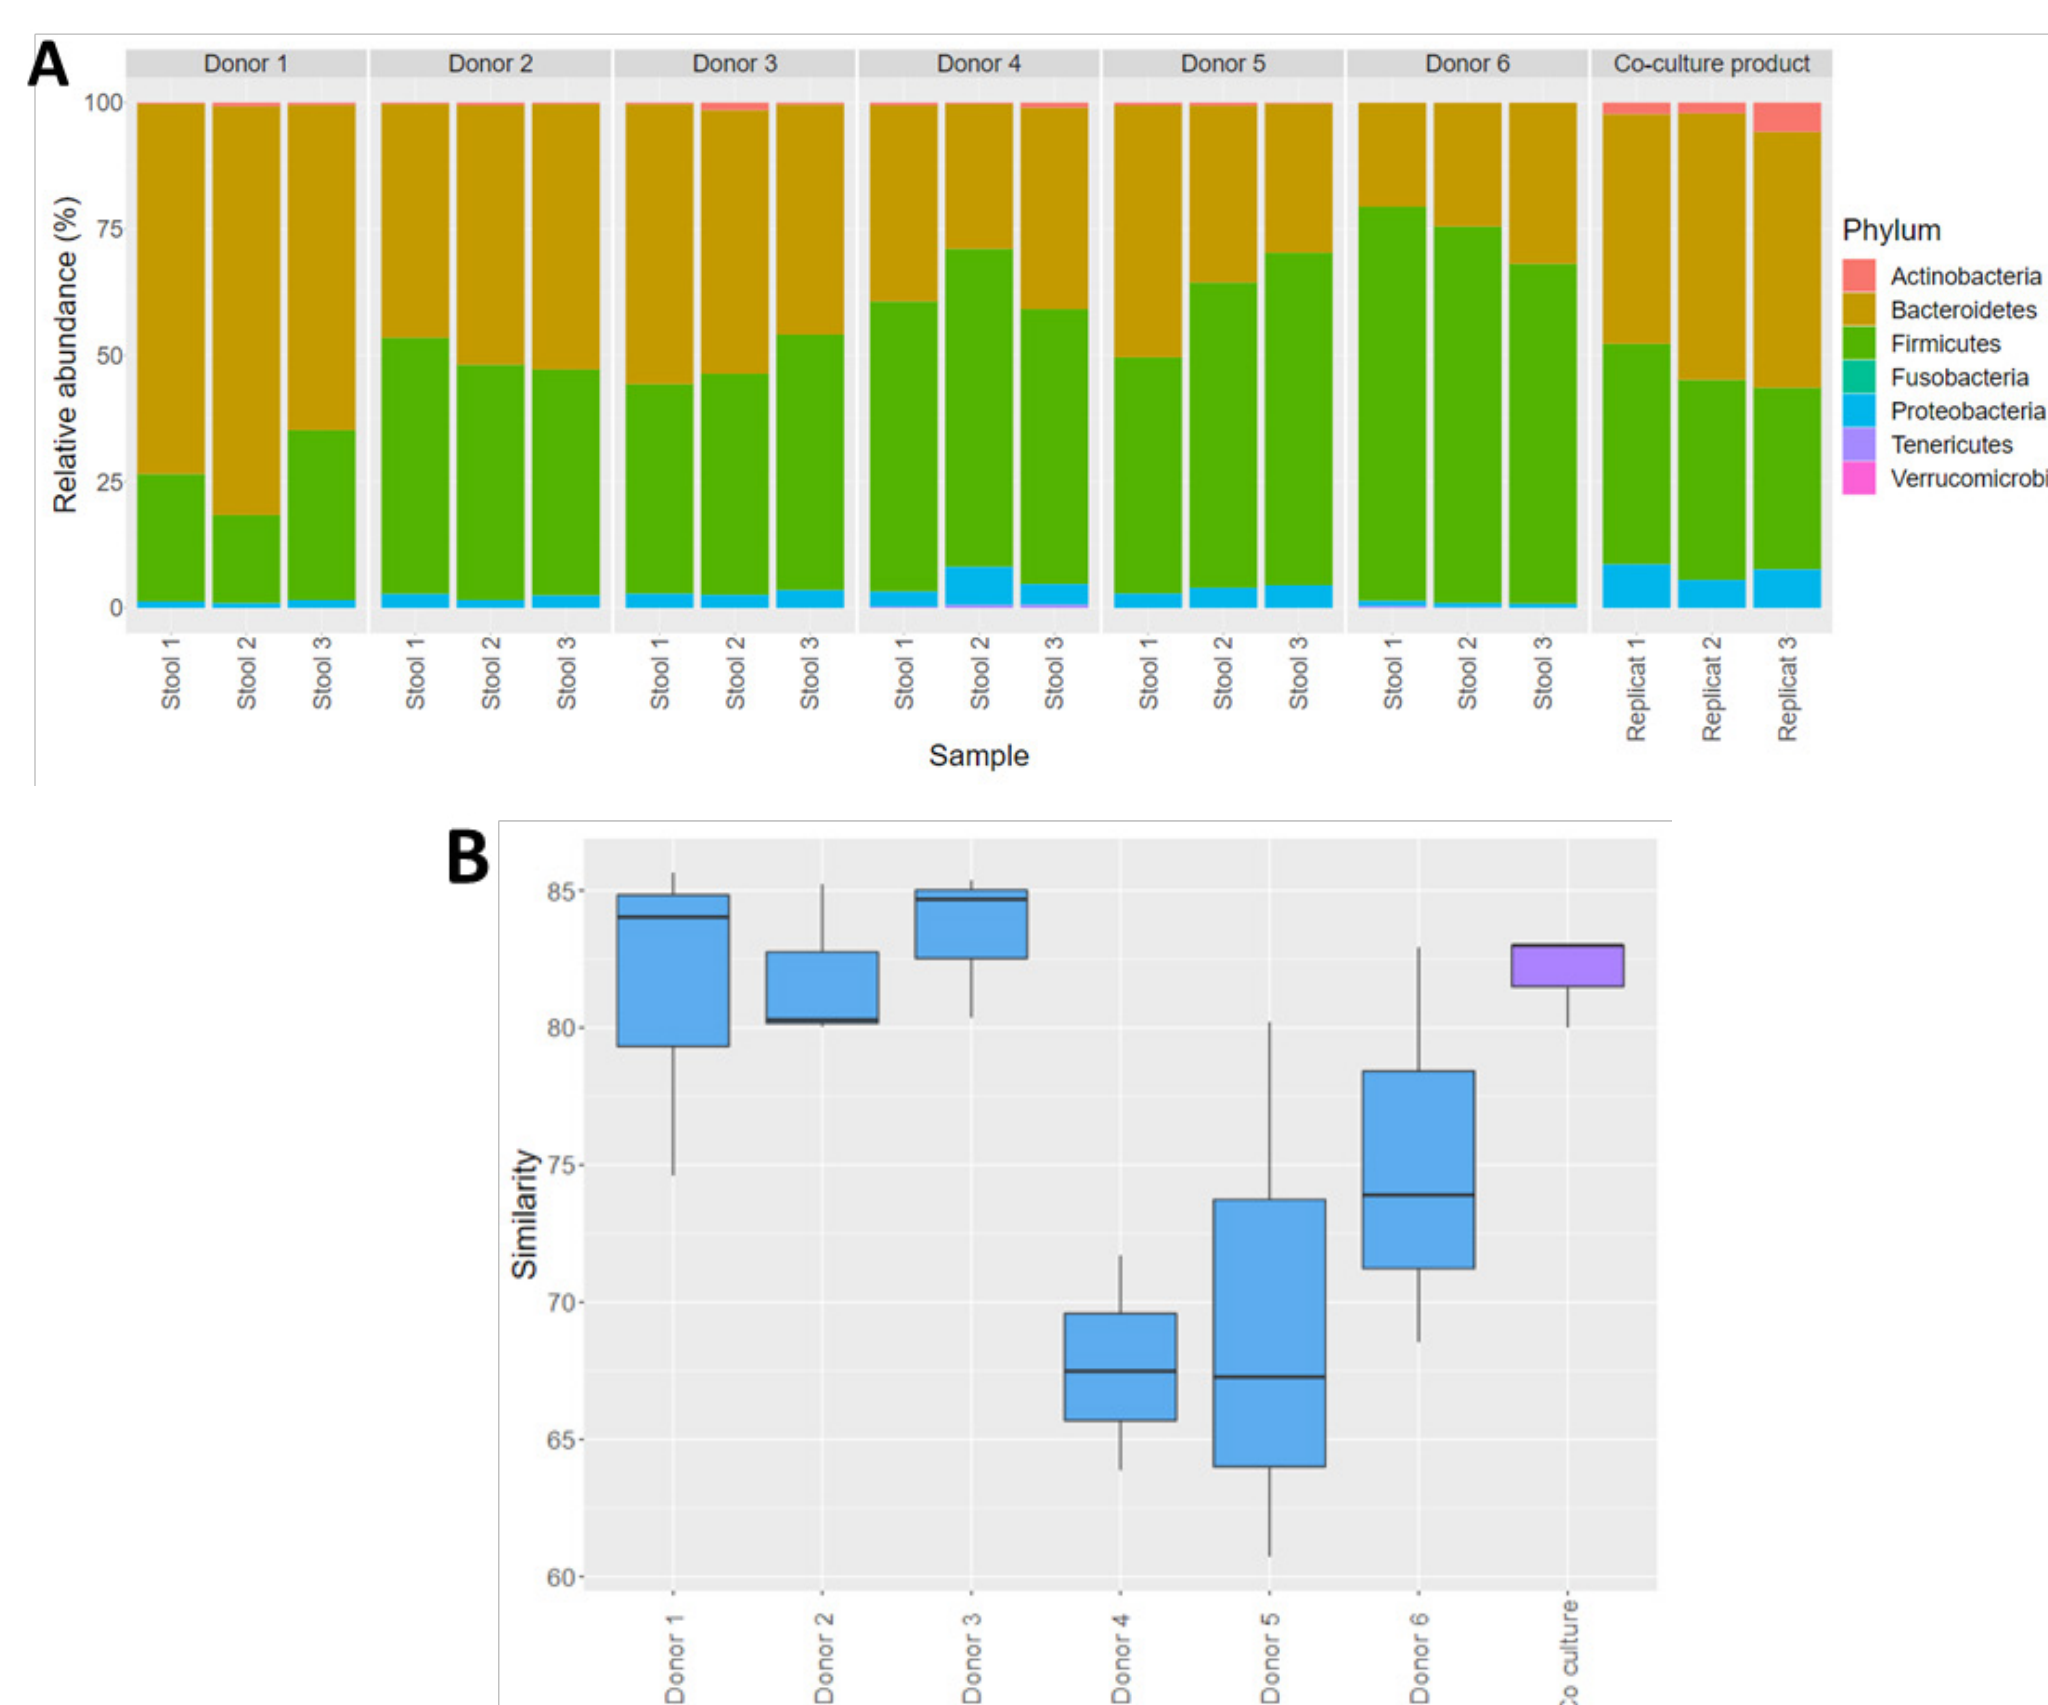 A
Donor 1 Donor 2 Donor 3 Donor 4 Donor 5 Donor 6 Co-culture product
Relative abundance (%)
100
75
50
25
0
Stool 1 Stool 2 Stool 3 Stool 1 Stool 2 Stool 3 Stool 1 Stool 2 Stool 3 Stool 1 Stool 2 Stool 3 Stool 1 Stool 2 Stool 3 Stool 1 Stool 2 Stool 3 Replicat 1 Replicat 2 Replicat 3
Sample
Phylum
Actinobacteria
Bacteroidetes
Firmicutes
Fusobacteria
Proteobacteria
Tenericutes
Verrucomicrobi
B
Similarity
85
80
75
70
65
60
Donor 1 Donor 2 Donor 3 Donor 4 Donor 5 Donor 6 Co culture